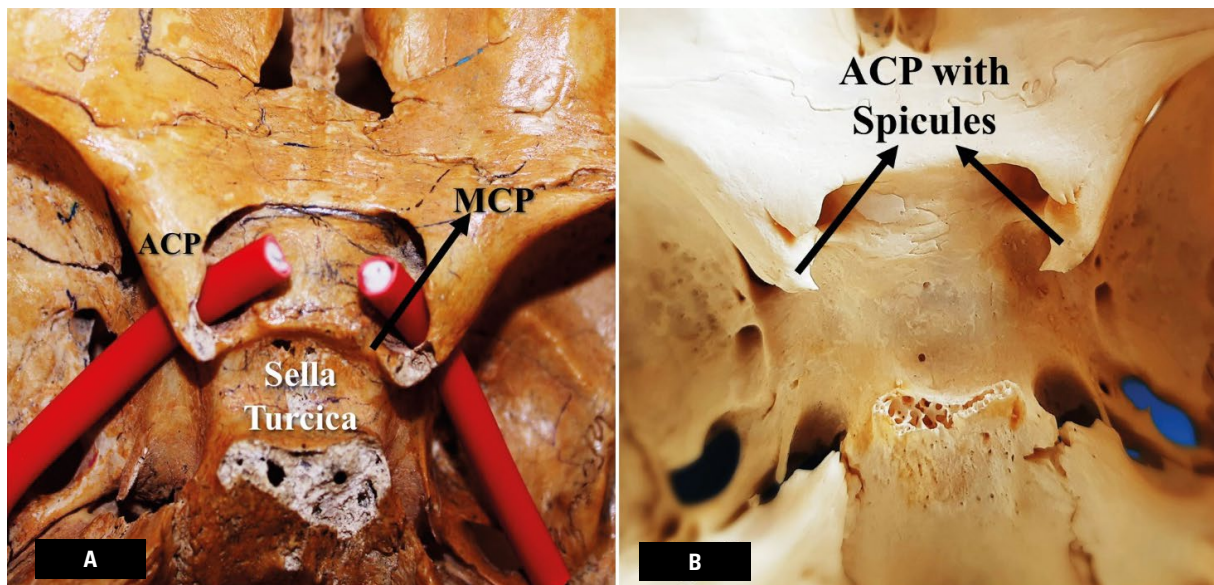 ACP
MCP
Sella
Turcica
A
ACP with
Spicules
B